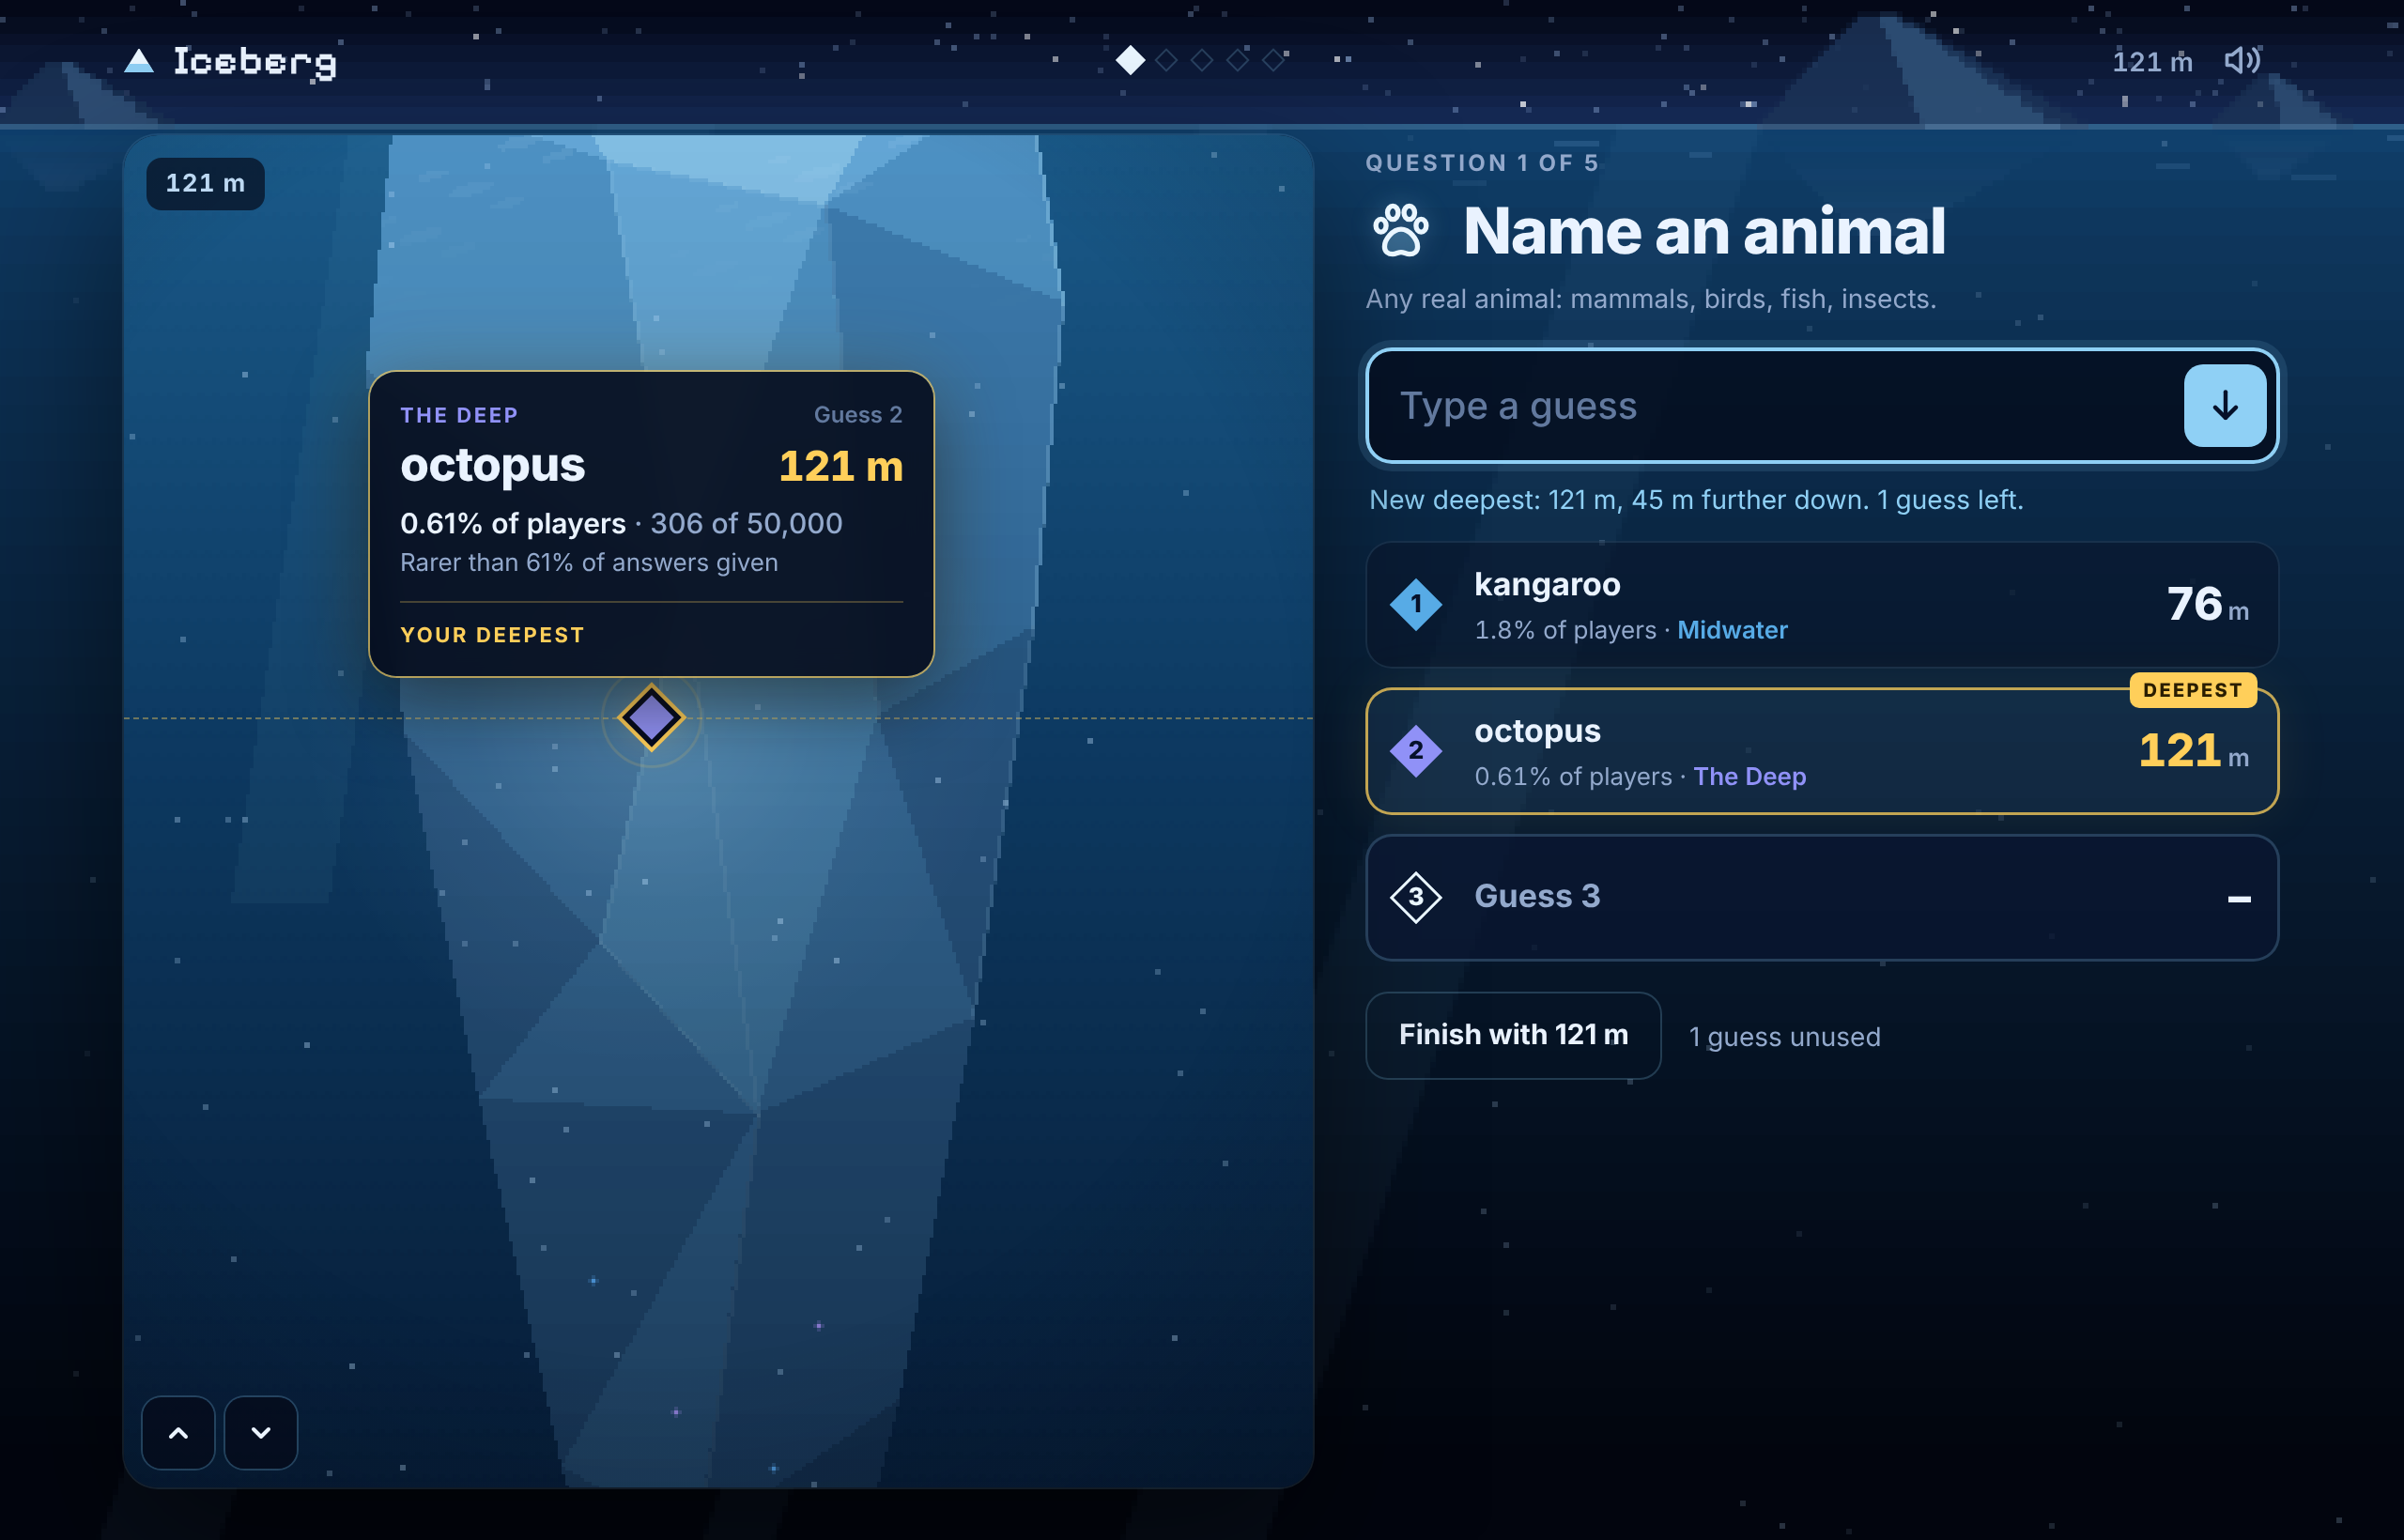 Iceberg
121 m
121 m
THE DEEP
Guess 2
octopus
121 m
0.61% of players · 306 of 50,000
Rarer than 61% of answers given
YOUR DEEPEST
QUESTION 1 OF 5
Name an animal
Any real animal: mammals, birds, fish, insects.
Type a guess
New deepest: 121 m, 45 m further down. 1 guess left.
1
kangaroo
76 m
1.8% of players · Midwater
DEEPEST
2
octopus
121 m
0.61% of players · The Deep
3
Guess 3
–
Finish with 121 m
1 guess unused